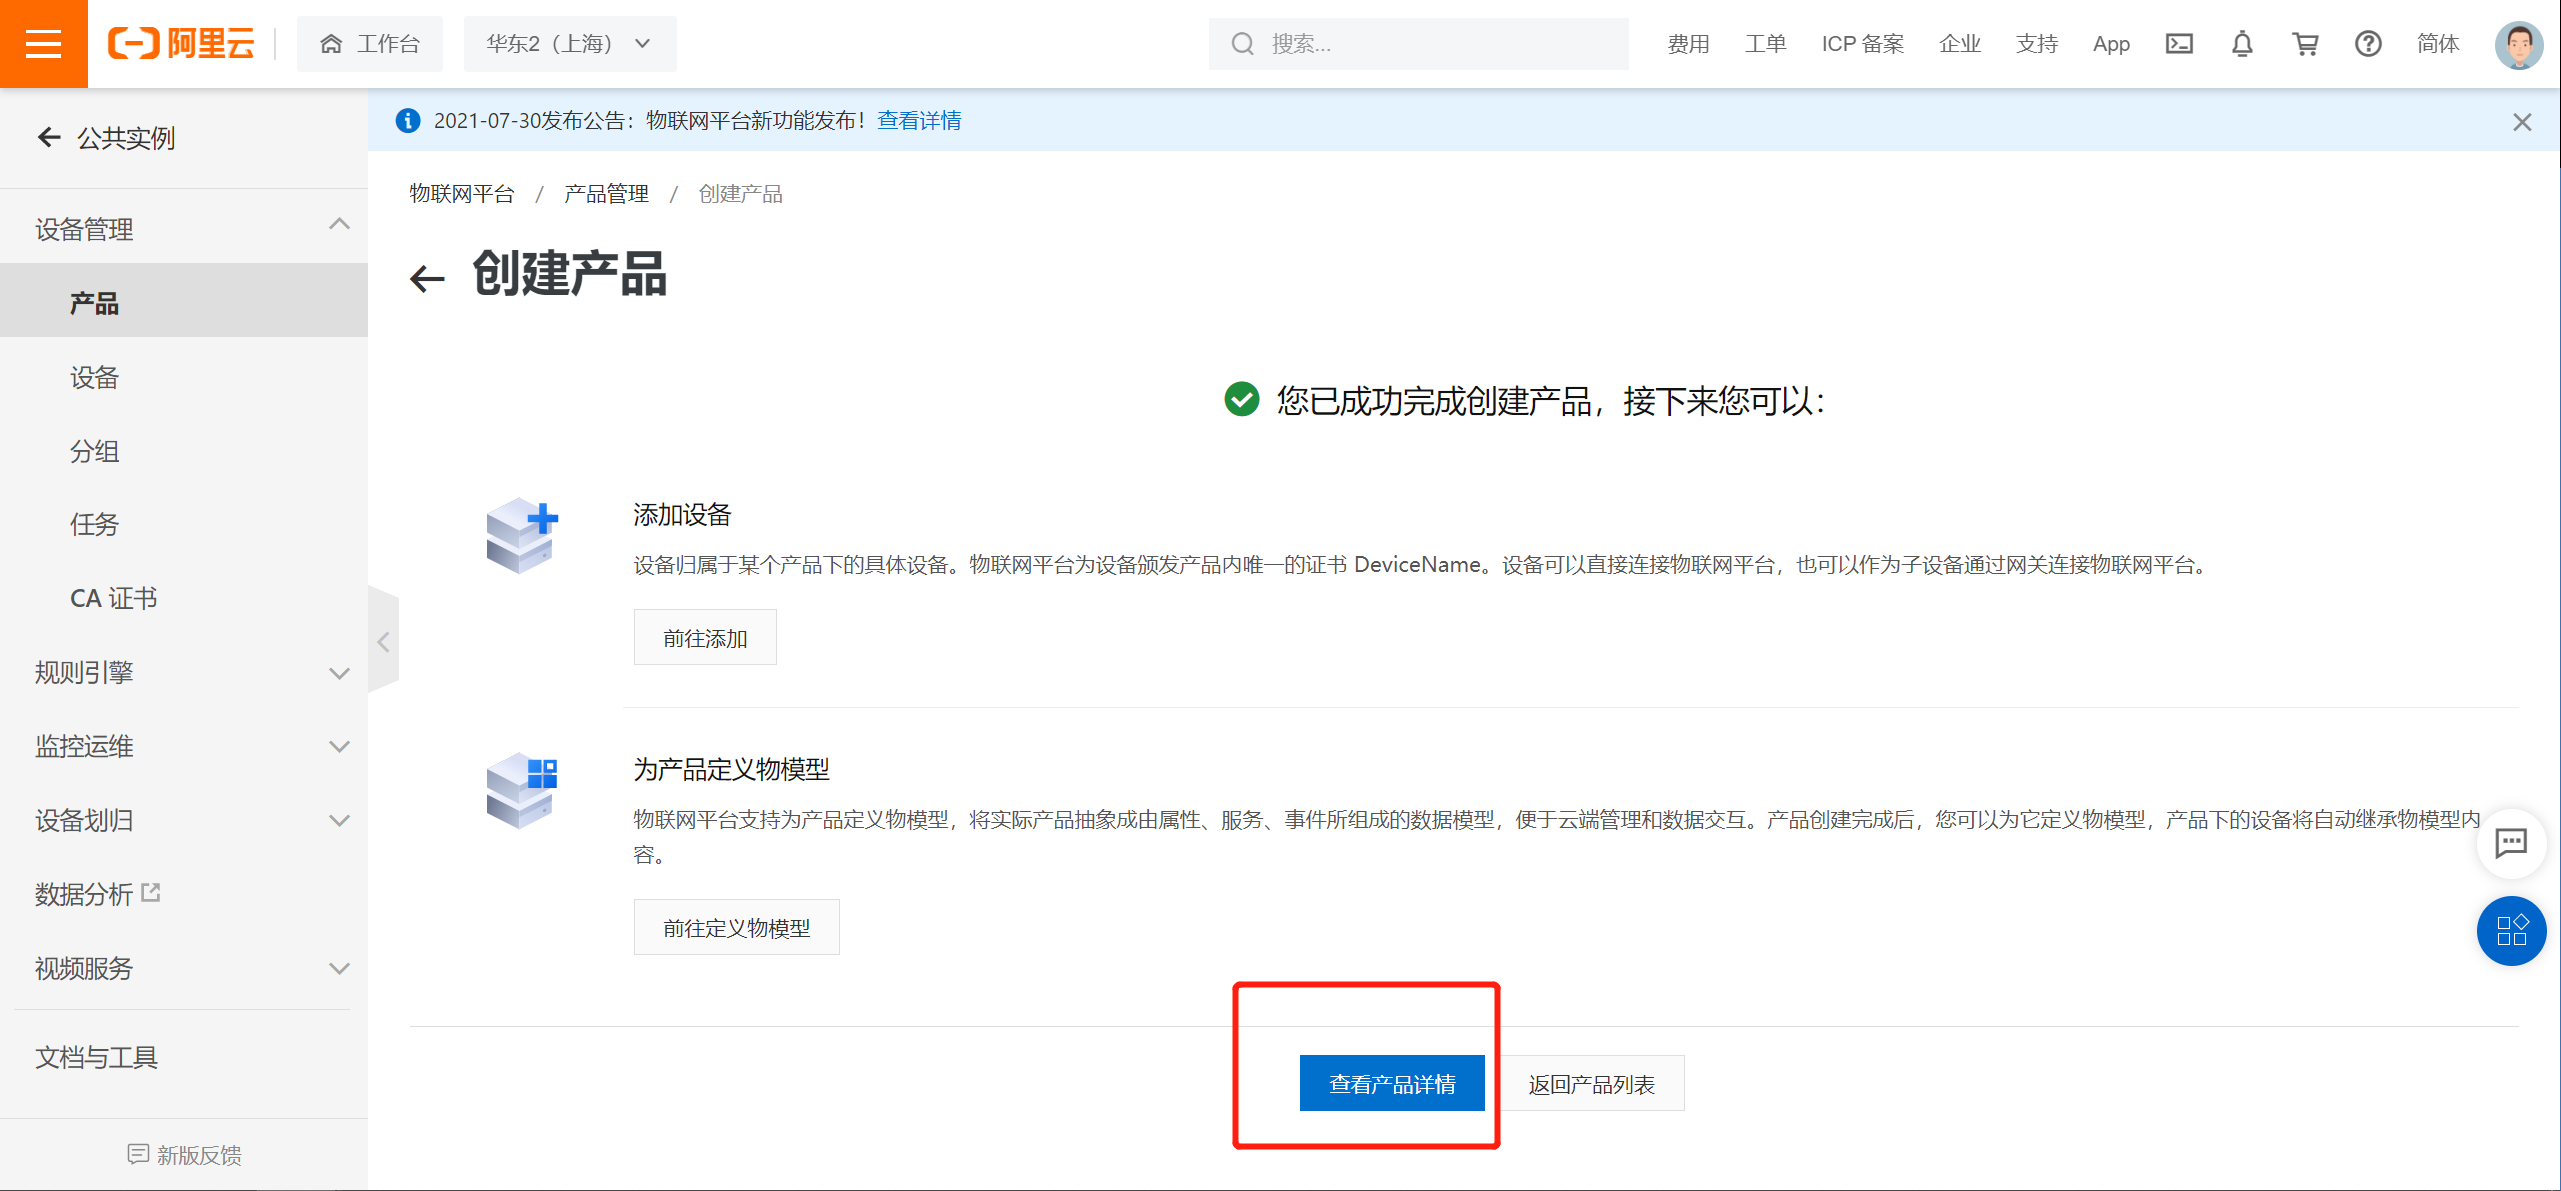 阿里云
工作台
华东2（上海）
搜索...
费用
工单
ICP 备案
企业
支持
App
简体
公共实例
2021-07-30发布公告：物联网平台新功能发布！查看详情
物联网平台 / 产品管理 / 创建产品
创建产品
设备管理
产品
设备
分组
任务
CA 证书
规则引擎
监控运维
设备划归
数据分析
视频服务
文档与工具
新版反馈
您已成功完成创建产品，接下来您可以：
添加设备
设备归属于某个产品下的具体设备。物联网平台为设备颁发产品内唯一的证书 DeviceName。设备可以直接连接物联网平台，也可以作为子设备通过网关连接物联网平台。
前往添加
为产品定义物模型
物联网平台支持为产品定义物模型，将实际产品抽象成由属性、服务、事件所组成的数据模型，便于云端管理和数据交互。产品创建完成后，您可以为它定义物模型，产品下的设备将自动继承物模型内
容。
前往定义物模型
查看产品详情
返回产品列表